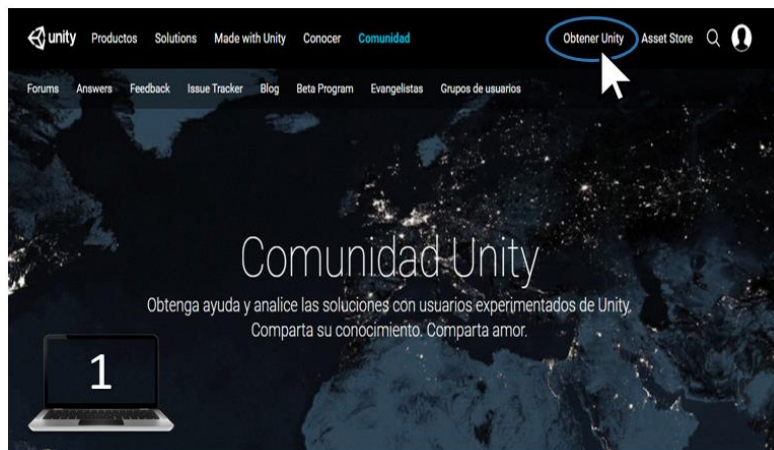 unity Productos Solutions Made with Unity Conocer Comunidad Obtener Unity Asset Store
Forums Answers Feedback Issue Tracker Blog Beta Program Evangelistas Grupos de usuarios
Comunidad Unity
Obtenga ayuda y analice las soluciones con usuarios experimentados de Unity.
Comparta su conocimiento. Comparta amor.
1